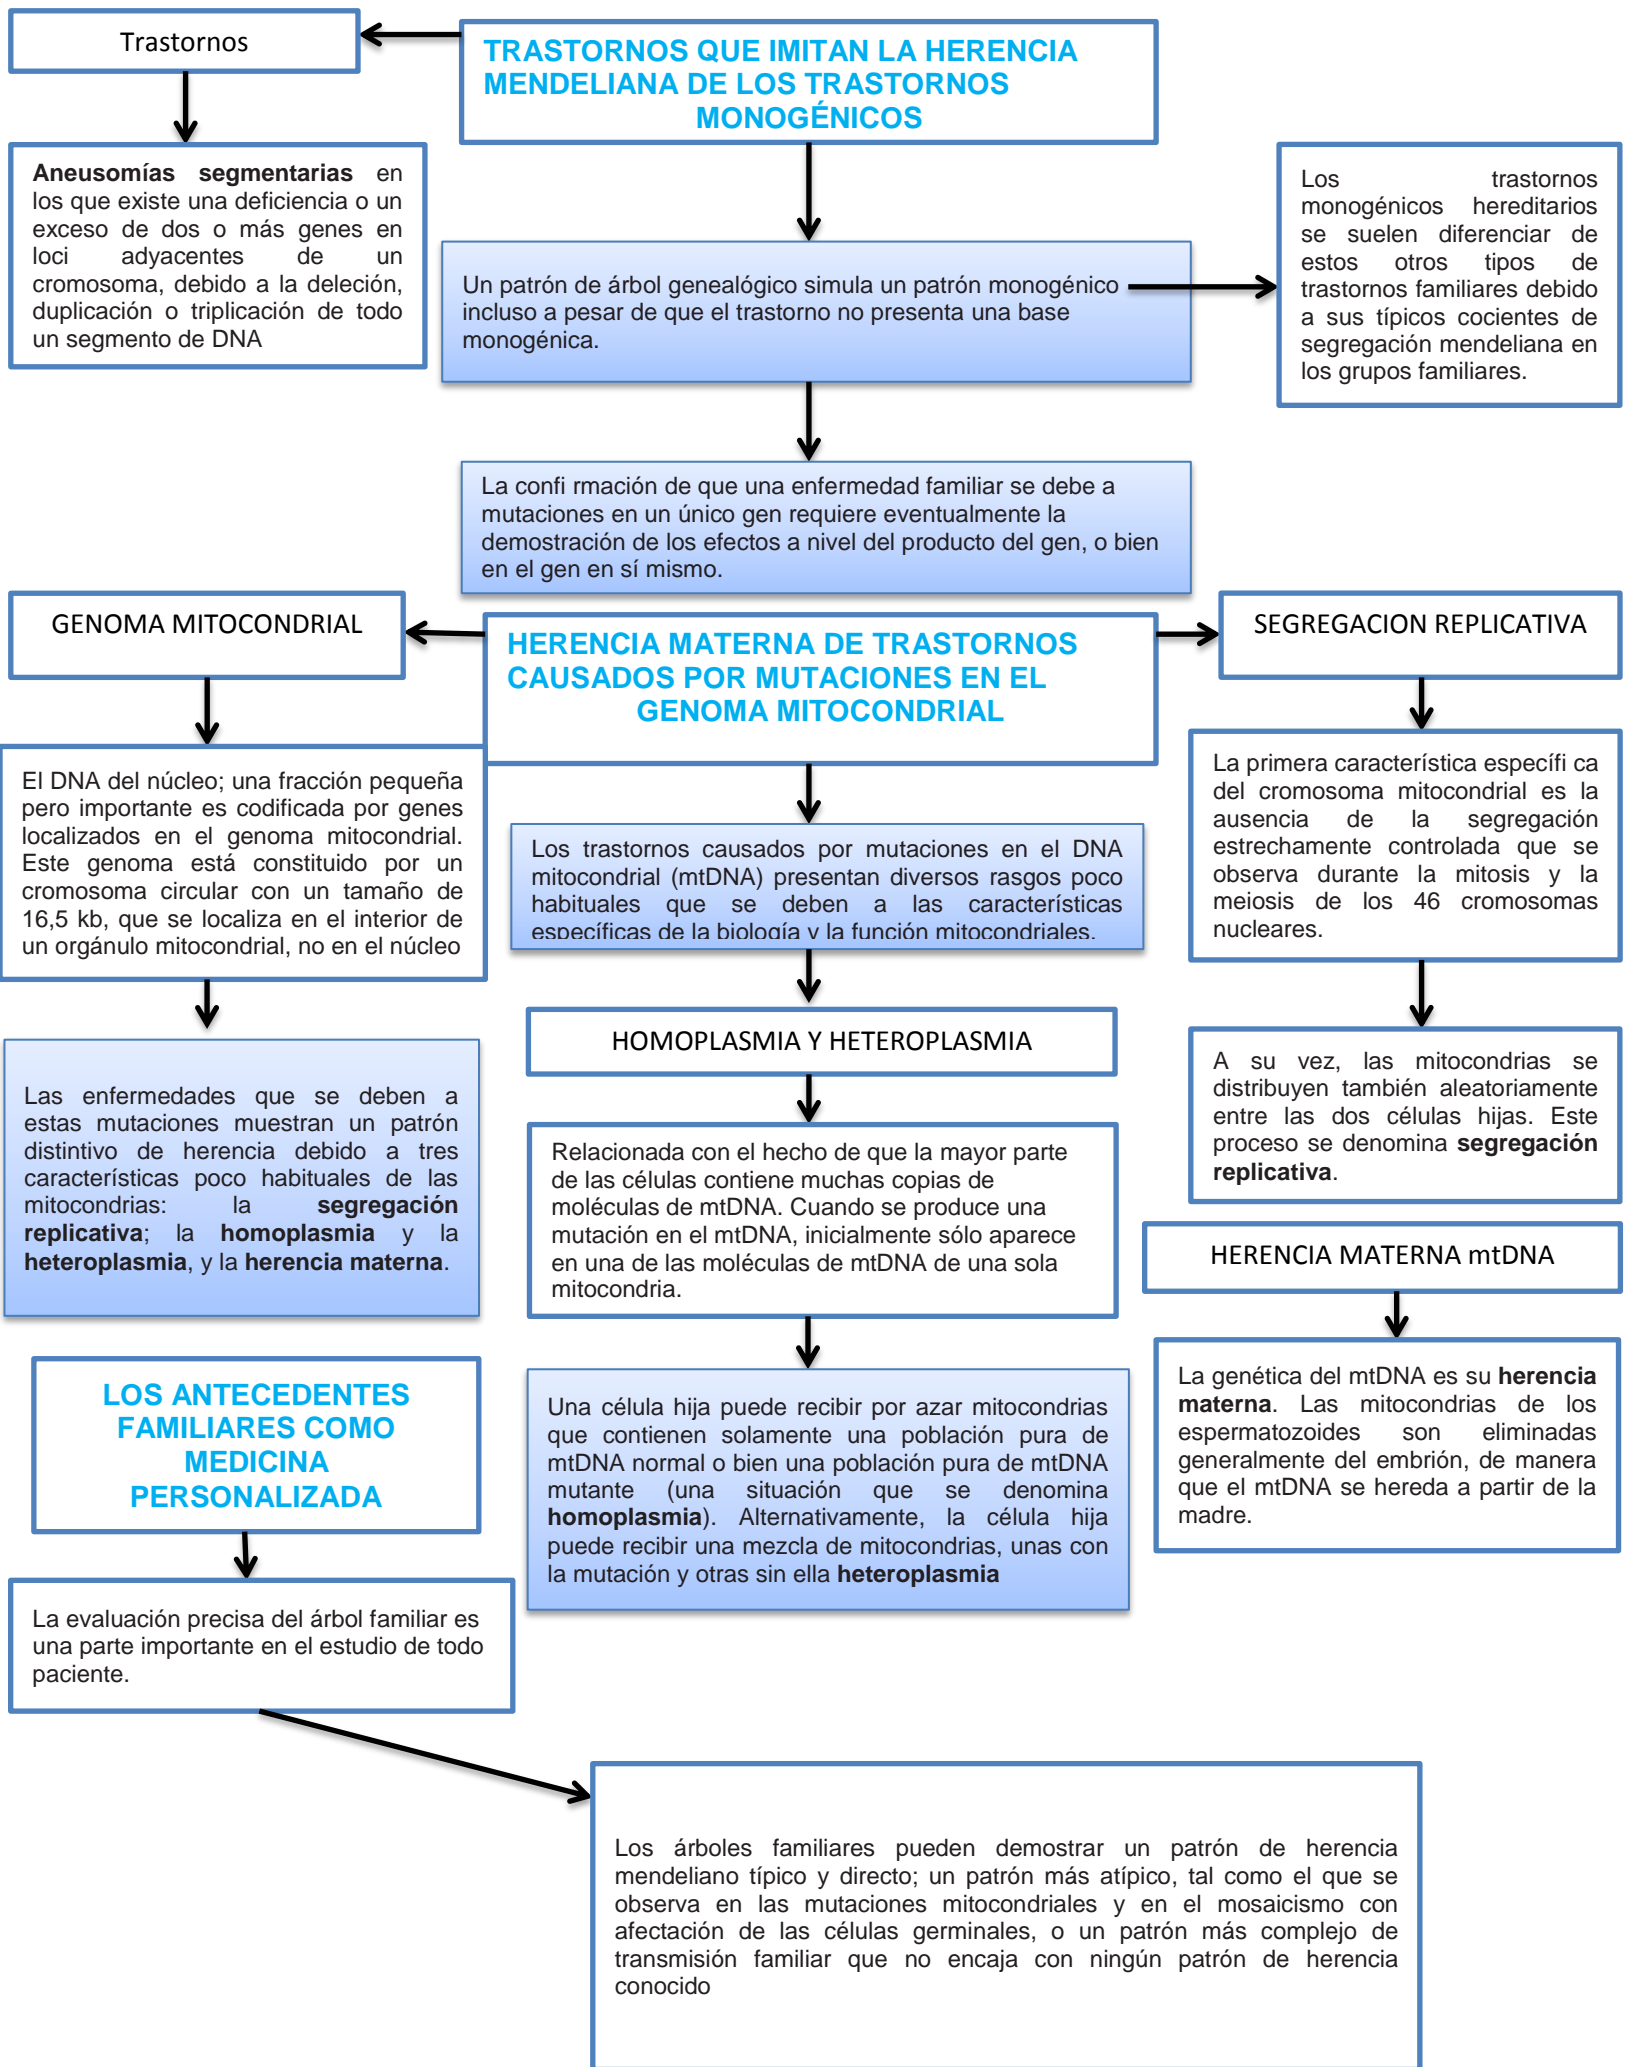 Trastornos
TRASTORNOS QUE IMITAN LA HERENCIA
MENDELIANA DE LOS TRASTORNOS
MONOGÉNICOS
Aneusomías segmentarias en
los que existe una deficiencia o un
exceso de dos o más genes en
loci adyacentes de un
cromosoma, debido a la deleción,
duplicación o triplicación de todo
un segmento de DNA
Un patrón de árbol genealógico simula un patrón monogénico
incluso a pesar de que el trastorno no presenta una base
monogénica.
Los trastornos
monogénicos hereditarios
se suelen diferenciar de
estos otros tipos de
trastornos familiares debido
a sus típicos cocientes de
segregación mendeliana en
los grupos familiares.
La confi rmación de que una enfermedad familiar se debe a
mutaciones en un único gen requiere eventualmente la
demostración de los efectos a nivel del producto del gen, o bien
en el gen en sí mismo.
GENOMA MITOCONDRIAL
HERENCIA MATERNA DE TRASTORNOS
CAUSADOS POR MUTACIONES EN EL
GENOMA MITOCONDRIAL
SEGREGACION REPLICATIVA
El DNA del núcleo; una fracción pequeña
pero importante es codificada por genes
localizados en el genoma mitocondrial.
Este genoma está constituido por un
cromosoma circular con un tamaño de
16,5 kb, que se localiza en el interior de
un orgánulo mitocondrial, no en el núcleo
Los trastornos causados por mutaciones en el DNA
mitocondrial (mtDNA) presentan diversos rasgos poco
habituales que se deben a las características
específicas de la biología y la función mitocondriales.
La primera característica específi ca
del cromosoma mitocondrial es la
ausencia de la segregación
estrechamente controlada que se
observa durante la mitosis y la
meiosis de los 46 cromosomas
nucleares.
HOMOPLASMIA Y HETEROPLASMIA
Las enfermedades que se deben a
estas mutaciones muestran un patrón
distintivo de herencia debido a tres
características poco habituales de las
mitocondrias: la segregación
replicativa; la homoplasmia y la
heteroplasmia, y la herencia materna.
Relacionada con el hecho de que la mayor parte
de las células contiene muchas copias de
moléculas de mtDNA. Cuando se produce una
mutación en el mtDNA, inicialmente sólo aparece
en una de las moléculas de mtDNA de una sola
mitocondria.
A su vez, las mitocondrias se
distribuyen también aleatoriamente
entre las dos células hijas. Este
proceso se denomina segregación
replicativa.
HERENCIA MATERNA mtDNA
LOS ANTECEDENTES
FAMILIARES COMO
MEDICINA
PERSONALIZADA
Una célula hija puede recibir por azar mitocondrias
que contienen solamente una población pura de
mtDNA normal o bien una población pura de mtDNA
mutante (una situación que se denomina
homoplasmia). Alternativamente, la célula hija
puede recibir una mezcla de mitocondrias, unas con
la mutación y otras sin ella heteroplasmia
La genética del mtDNA es su herencia
materna. Las mitocondrias de los
espermatozoides son eliminadas
generalmente del embrión, de manera
que el mtDNA se hereda a partir de la
madre.
La evaluación precisa del árbol familiar es
una parte importante en el estudio de todo
paciente.
Los árboles familiares pueden demostrar un patrón de herencia
mendeliano típico y directo; un patrón más atípico, tal como el que se
observa en las mutaciones mitocondriales y en el mosaicismo con
afectación de las células germinales, o un patrón más complejo de
transmisión familiar que no encaja con ningún patrón de herencia
conocido